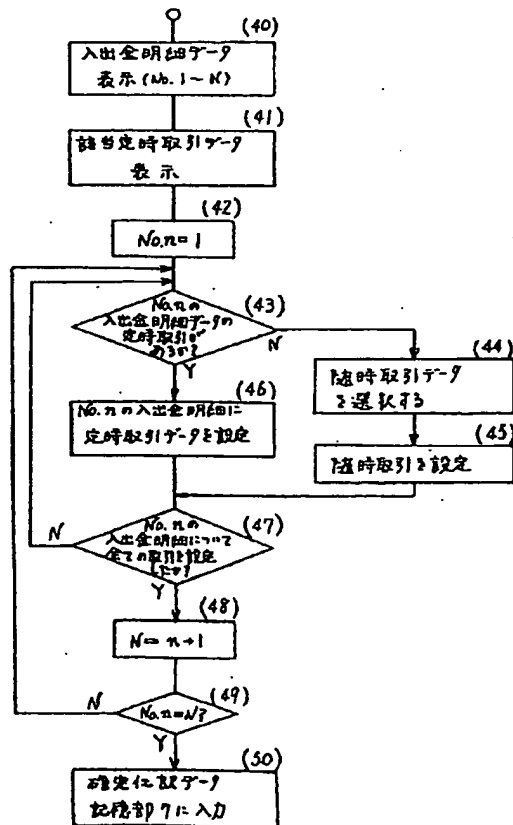 (40)
入出金明細データ
表示(No.1~N)
(41)
該当定時取引データ
表示
(42)
No.n=1
(43)
No.nの
入出金明細データの
定時取引が
あるか?
N
Y
(44)
随時取引データ
を選択する
(45)
随時取引を設定
(46)
No.nの入出金明細に
定時取引データを設定
(47)
No.nの
入出金明細について
全ての取引を設定
したか?
N
Y
(48)
N=n+1
(49)
No.n=N?
N
Y
(50)
確定仕訳データ
記憶部7に入力